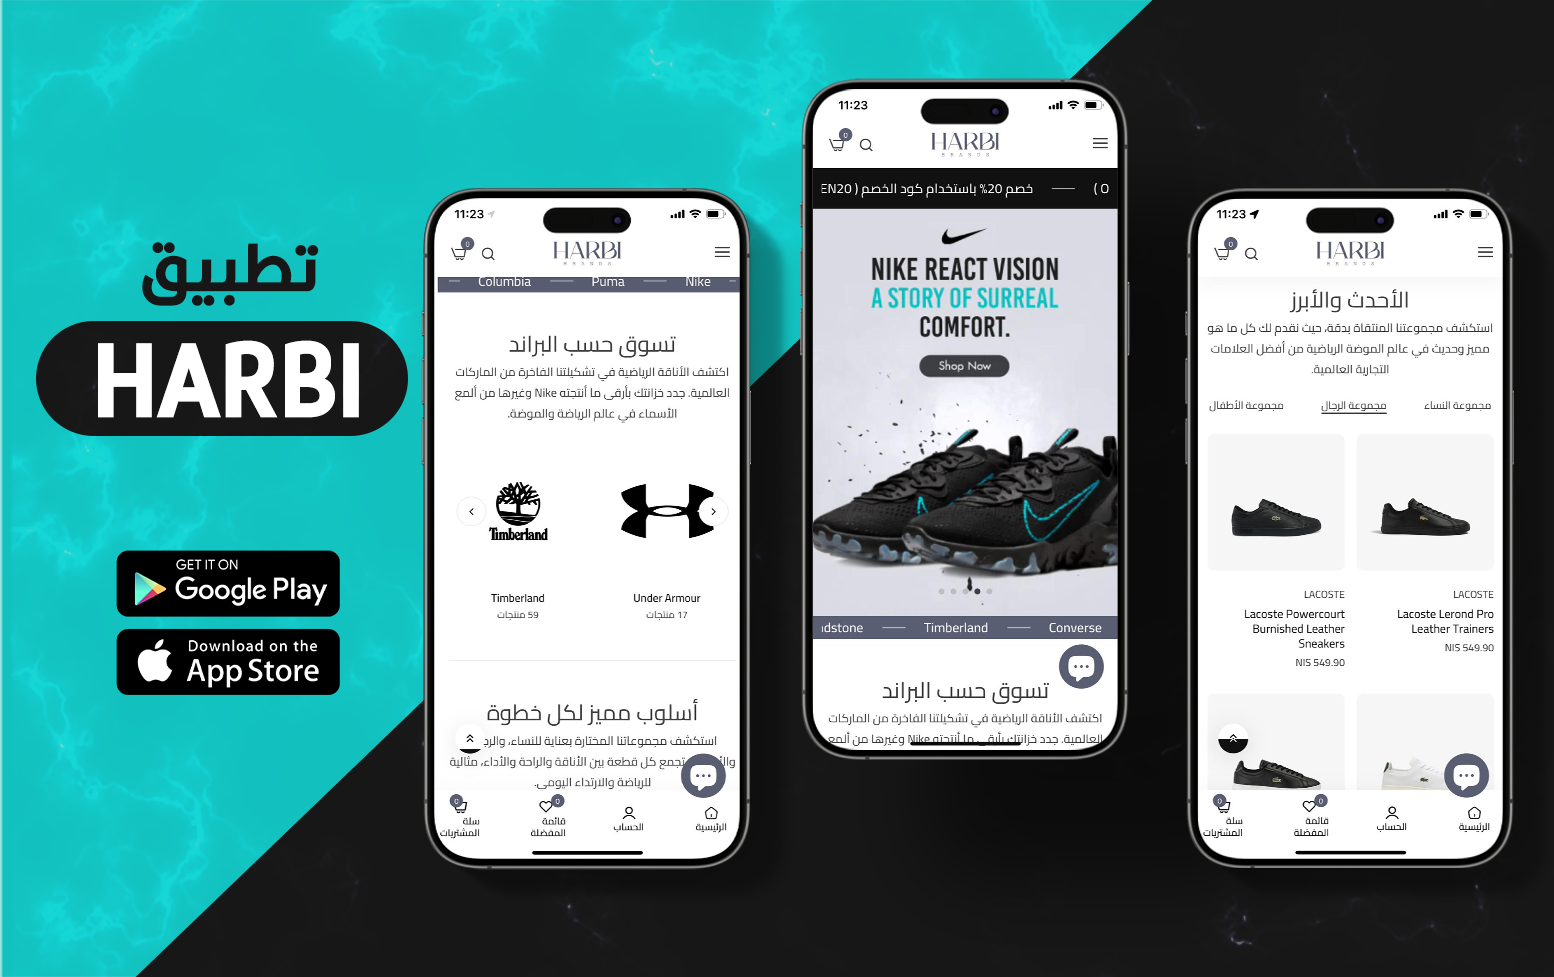 تطبيق
HARBI
GET IT ON
Google Play
Download on the
App Store
11:23
0
HARBI
BRANDS
Columbia — Puma — Nike
تسوق حسب البراند
اكتشف الأناقة الرياضية في تشكيلتنا الفاخرة من الماركات
العالمية. جدد خزانتك بأرقى ما أنتجته Nike وغيرها من ألمع
الأسماء في عالم الرياضة والموضة.
Timberland
Timberland
59 منتجات
Under Armour
17 منتجات
أسلوب مميز لكل خطوة
استكشف مجموعاتنا المختارة بعناية للنساء، والرج
تجمع كل قطعة بين الأناقة والراحة والأداء، مثالية
للرياضة والارتداء اليومي.
0
سلة
المشتريات
0
قائمة
المفضلة
الحساب
الرئيسية
11:23
0
HARBI
BRANDS
خصم 20% باستخدام كود الخصم ( EN20
( O
NIKE REACT VISION
A STORY OF SURREAL
COMFORT.
Shop Now
dstone — Timberland — Converse
تسوق حسب البراند
اكتشف الأناقة الرياضية في تشكيلتنا الفاخرة من الماركات
العالمية. جدد خزانتك بأرقى ما أنتجته Nike وغيرها من ألمع
11:23
0
HARBI
BRANDS
الأحدث والأبرز
استكشف مجموعتنا المنتقاة بدقة، حيث نقدم لك كل ما هو
مميز وحديث في عالم الموضة الرياضية من أفضل العلامات
التجارية العالمية.
مجموعة النساء
مجموعة الرجال
مجموعة الأطفال
LACOSTE
Lacoste Powercourt
Burnished Leather
Sneakers
NIS 549.90
LACOSTE
Lacoste Lerond Pro
Leather Trainers
NIS 549.90
0
سلة
المشتريات
0
قائمة
المفضلة
الحساب
الرئيسية